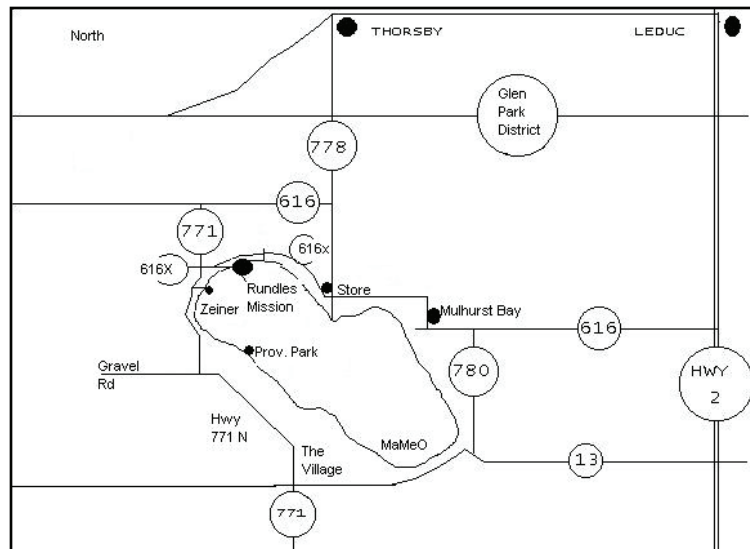 North
THORSBY
LEDUC
Glen
Park
District
778
616
771
616x
616X
Rundles
Mission
Store
Zeiner
Mulhurst Bay
616
Prov. Park
780
HWY
2
Gravel
Rd
Hwy
771 N
The
Village
MaMeO
13
771